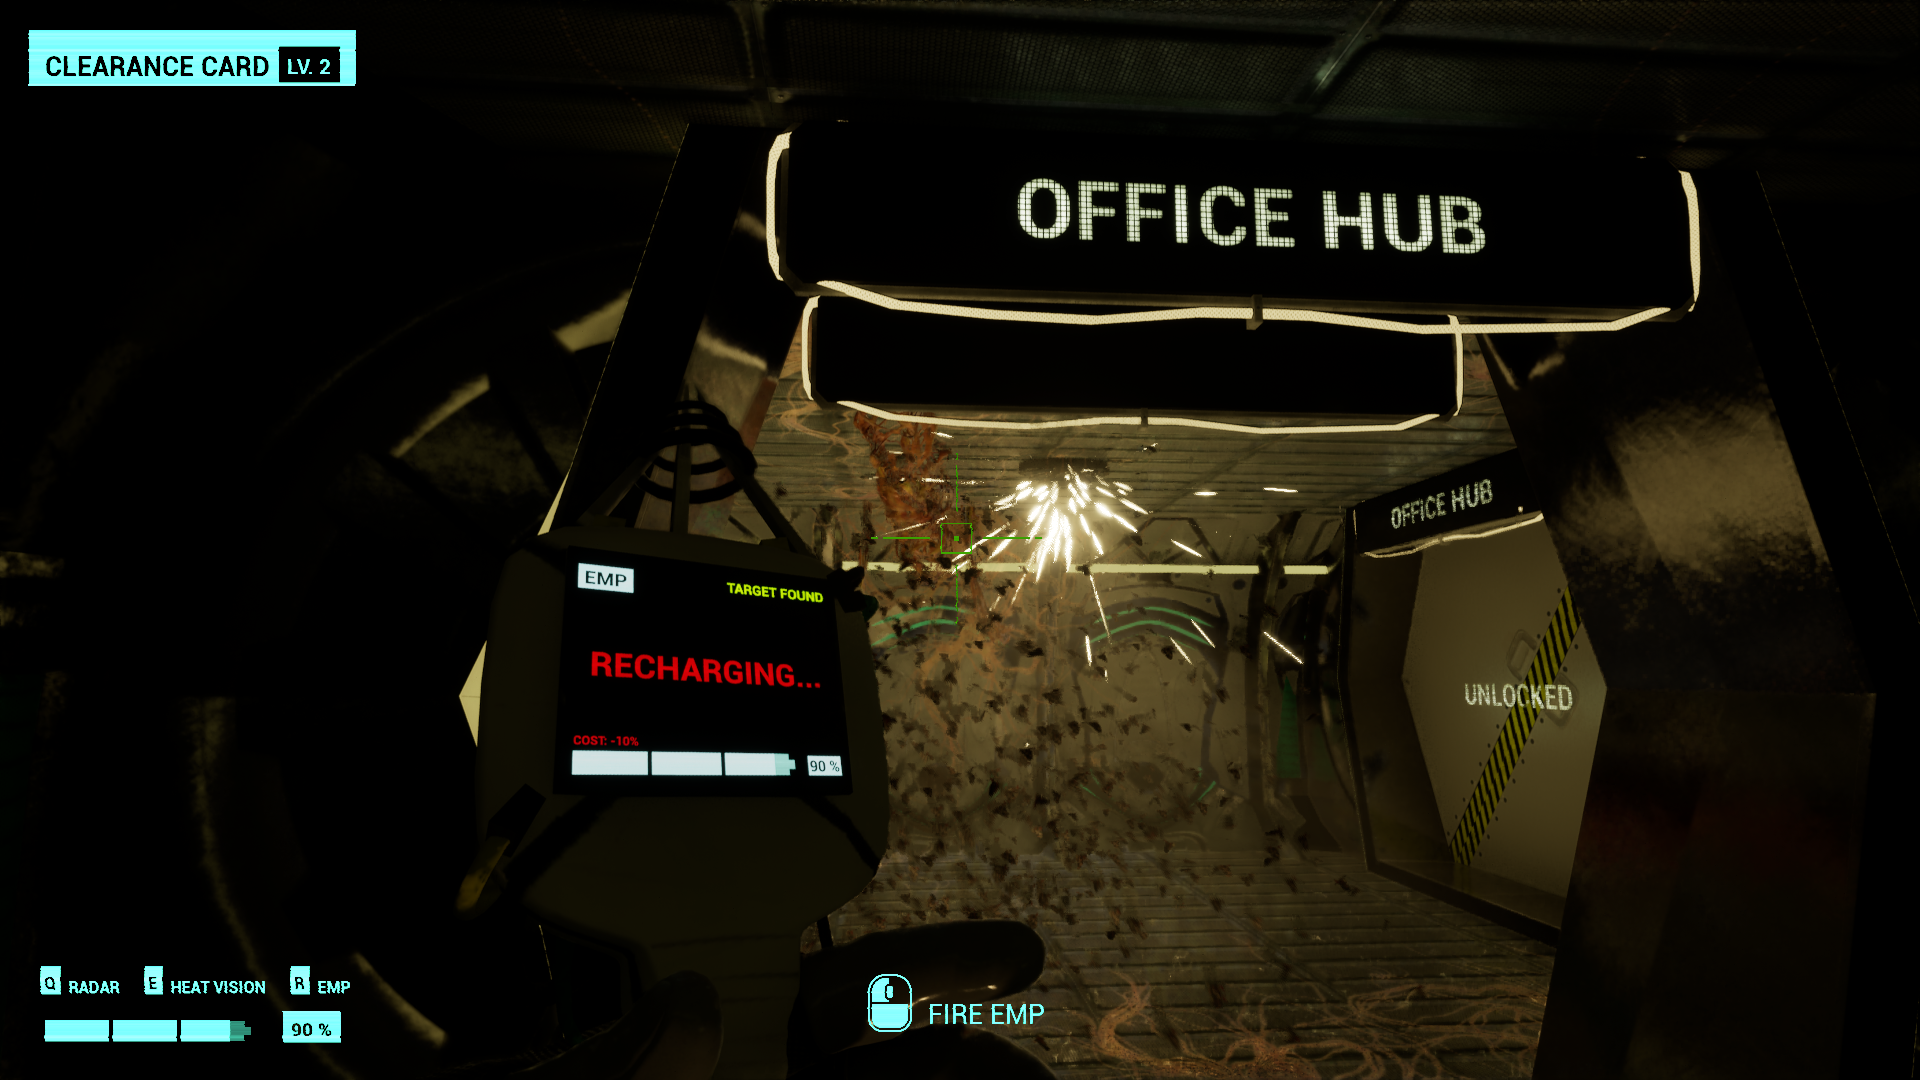 CLEARANCE CARD LV. 2
OFFICE HUB
OFFICE HUB
EMP
TARGET FOUND
RECHARGING...
UNLOCKED
COST: -10%
90 %
Q RADAR E HEAT VISION R EMP
90 %
FIRE EMP